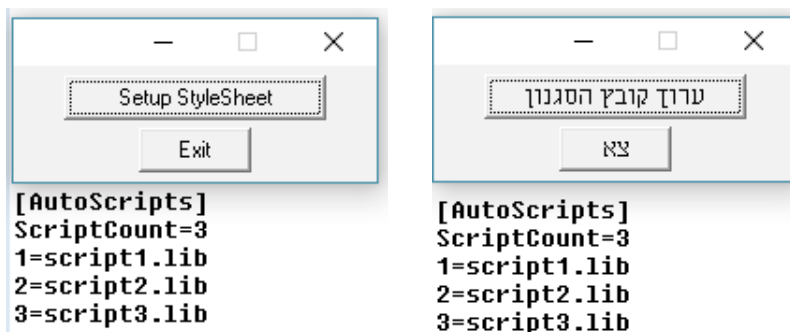 Setup StyleSheet
Exit
[AutoScripts]
ScriptCount=3
1=script1.lib
2=script2.lib
3=script3.lib
ערוך קובץ הסגנון
צא
[AutoScripts]
ScriptCount=3
1=script1.lib
2=script2.lib
3=script3.lib